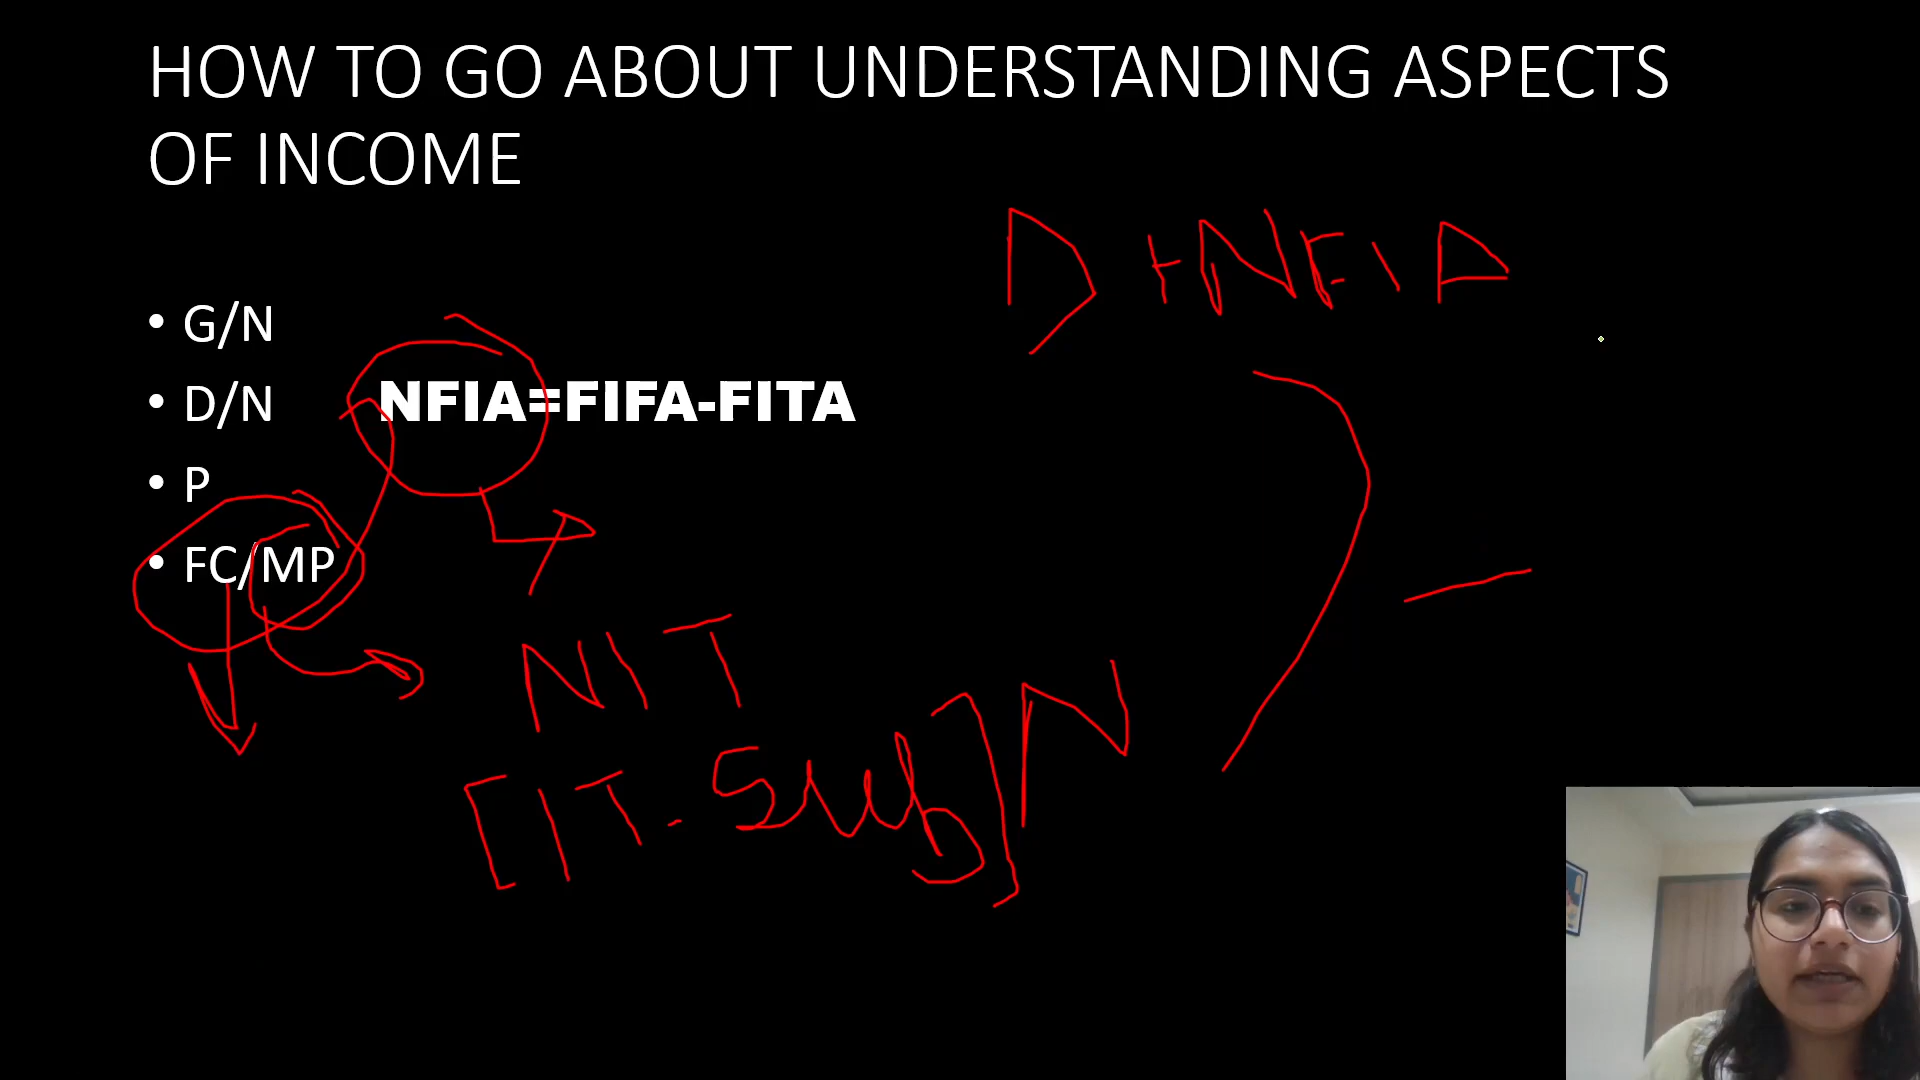 HOW TO GO ABOUT UNDERSTANDING ASPECTS
OF INCOME
D+NFIA
• G/N
• D/N
NFIA=FIFA-FITA
• P
• FC/MP
NIT
[IT-Sub]N